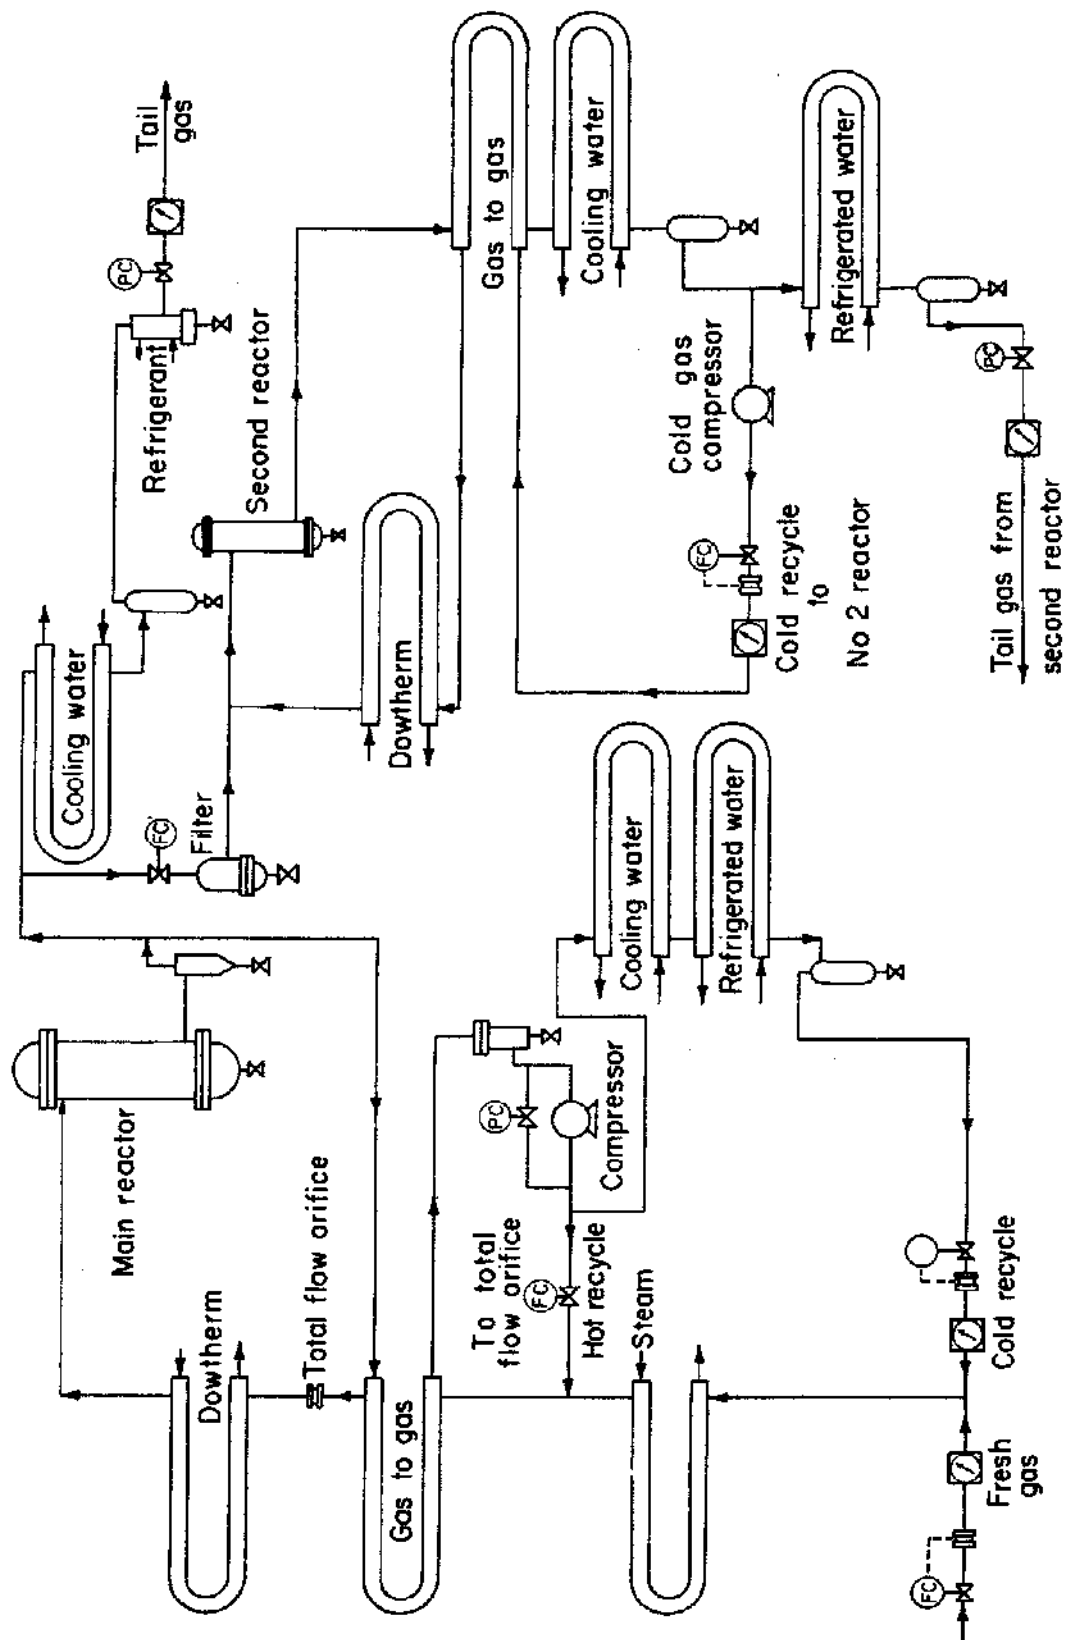 Tail
gas
PC
Refrigerant
Cooling water
Second reactor
FC
Filter
Dowtherm
Gas to gas
Cooling water
Cold gas
compressor
FC
Cold recycle
to
No 2 reactor
Refrigerated water
PC
Tail gas from
second reactor
Main reactor
Dowtherm
Total flow orifice
Gas to gas
PC
Compressor
To total
flow orifice
FC
Hot recycle
Steam
Cooling water
Refrigerated water
Cold recycle
Fresh
gas
FC